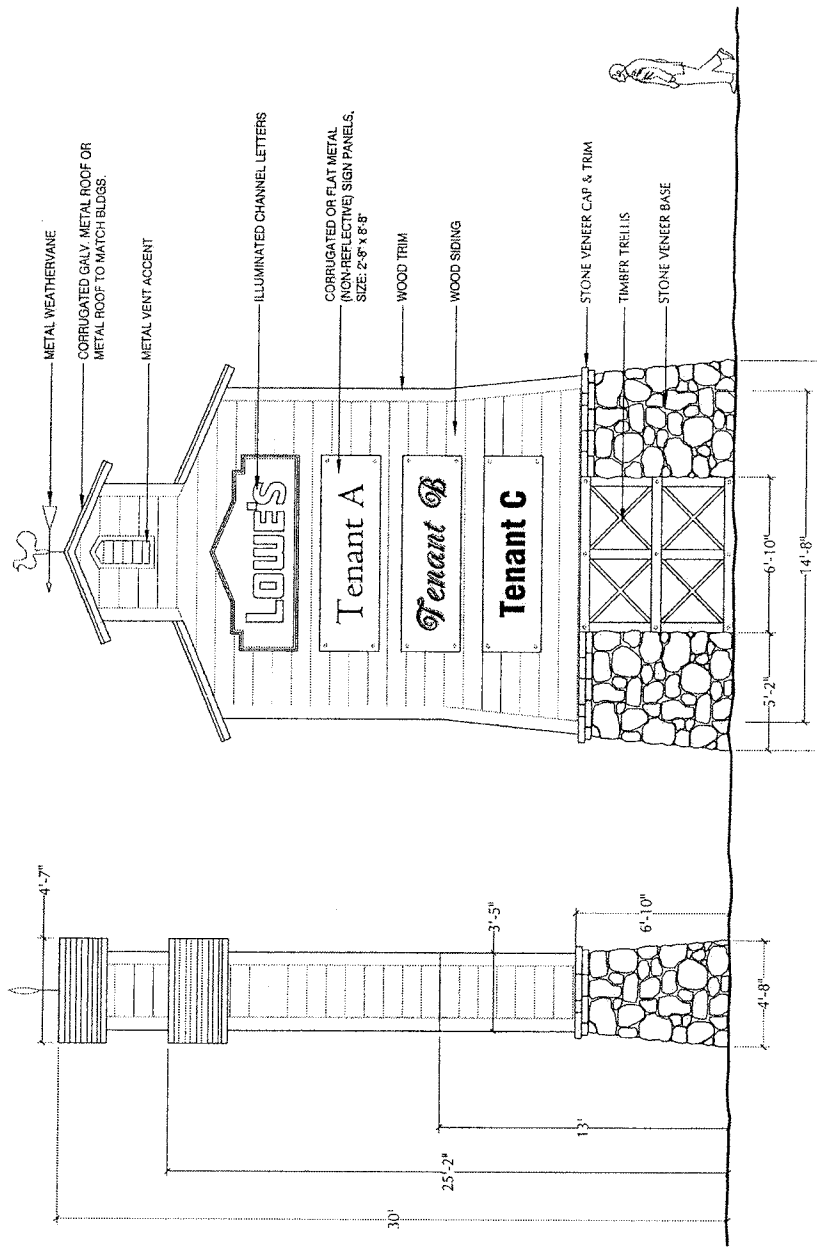 METAL WEATHERVANE
CORRUGATED GALV. METAL ROOF OR
METAL ROOF TO MATCH BLDGS.
METAL VENT ACCENT
ILLUMINATED CHANNEL LETTERS
CORRUGATED OR FLAT METAL
(NON-REFLECTIVE) SIGN PANELS.
SIZE: 2'-8" X 8'-8"
WOOD TRIM
WOOD SIDING
STONE VENEER CAP & TRIM
TIMBER TRELLIS
STONE VENEER BASE
LOWE'S
Tenant A
Tenant B
Tenant C
5'-2"
6'-10"
14'-8"
4'-7"
3'-5"
6'-10"
4'-8"
13'
25'-2"
30'